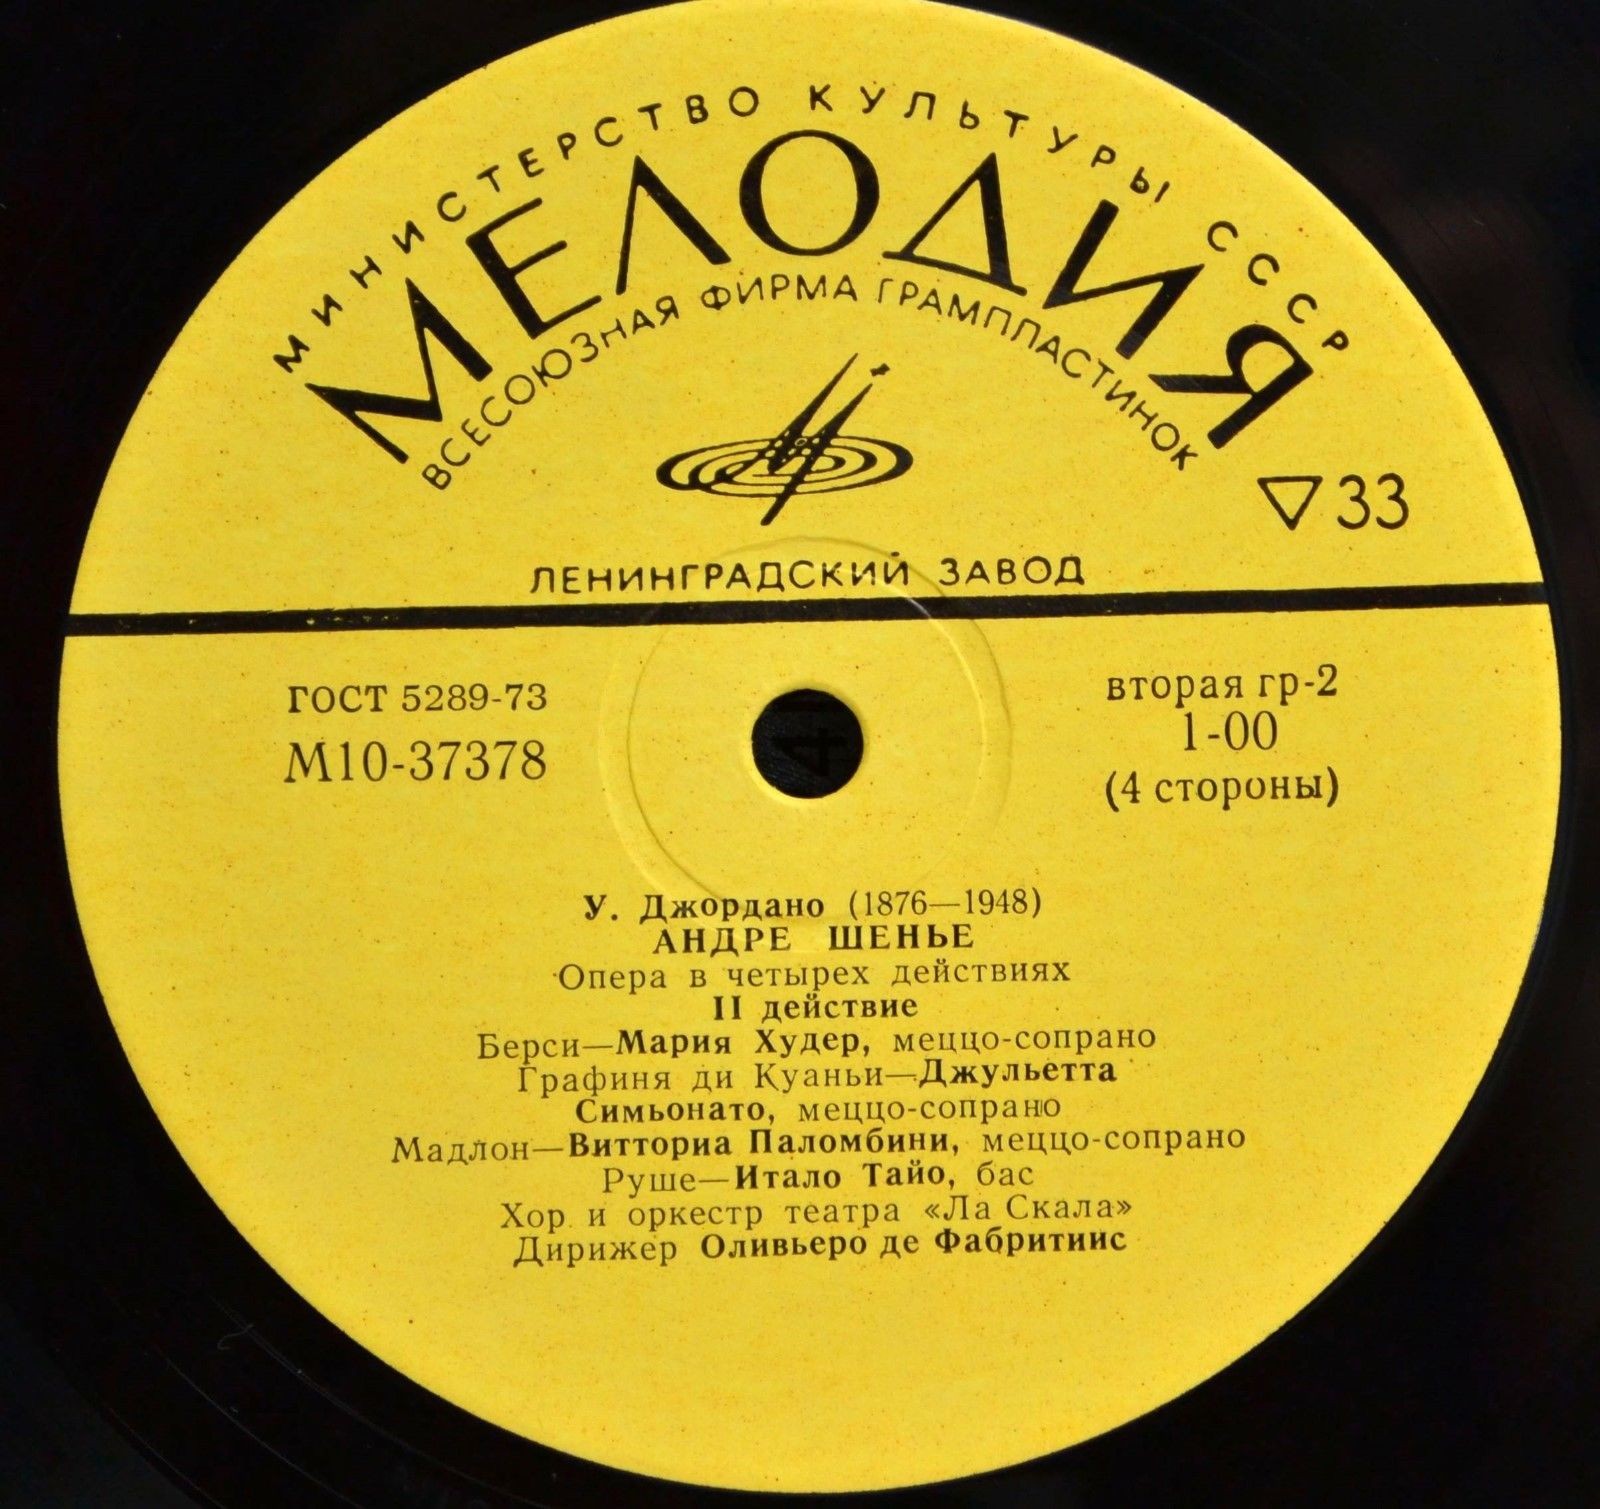 МИНИСТЕРСТВО КУЛЬТУРЫ СССР
МЕЛОДИЯ
ВСЕСОЮЗНАЯ ФИРМА ГРАМПЛАСТИНОК
33
ЛЕНИНГРАДСКИЙ ЗАВОД
ГОСТ 5289-73
М10-37378
вторая гр-2
1-00
(4 стороны)
У. Джордано (1876—1948)
АНДРЕ ШЕНЬЕ
Опера в четырех действиях
II действие
Берси—Мария Худер, меццо-сопрано
Графиня ди Куаньи—Джульетта
Симьонато, меццо-сопрано
Мадлон—Витториа Паломбини, меццо-сопрано
Руше—Итало Тайо, бас
Хор и оркестр театра «Ла Скала»
Дирижер Оливьеро де Фабритиис